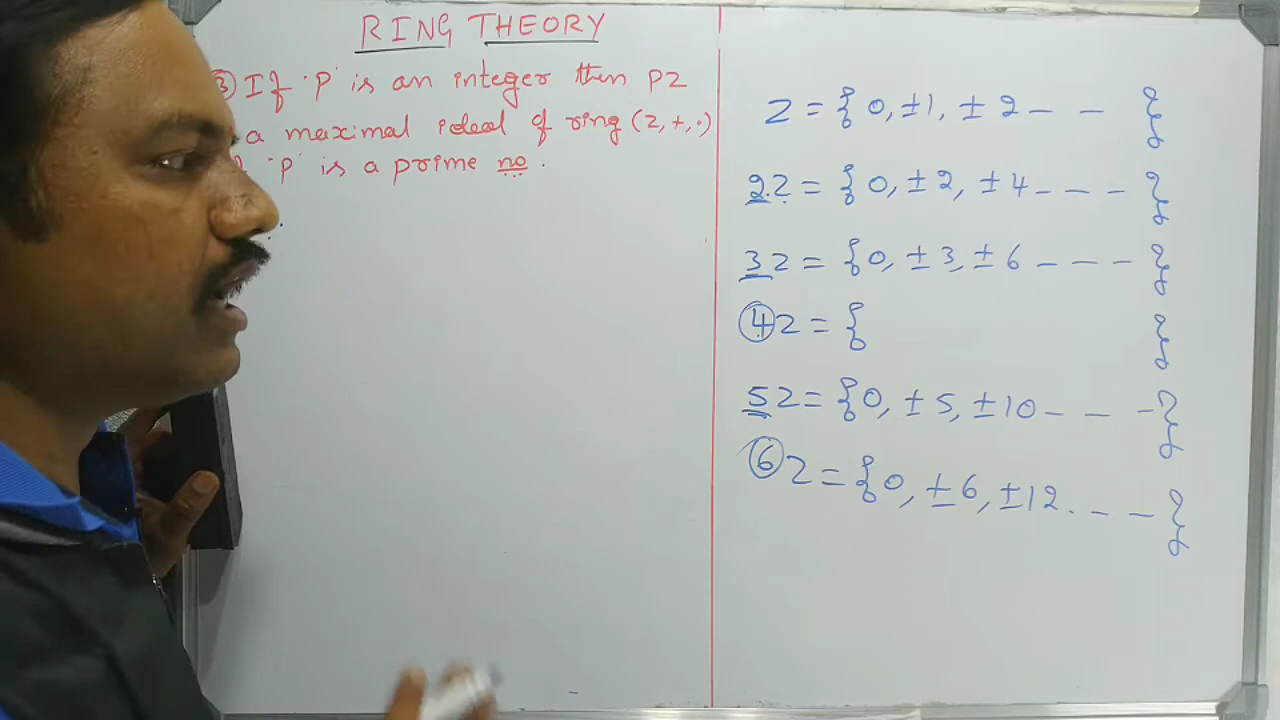 RING THEORY
3) If 'P' is an integer then PZ
a maximal ideal of ring (Z, +, ·)
'P' is a prime no.
Z = {0, ±1, ±2 - - }
2Z = {0, ±2, ±4 - - - }
3Z = {0, ±3, ±6 - - - }
4Z = { }
5Z = {0, ±5, ±10 - - - }
6Z = {0, ±6, ±12. - - }